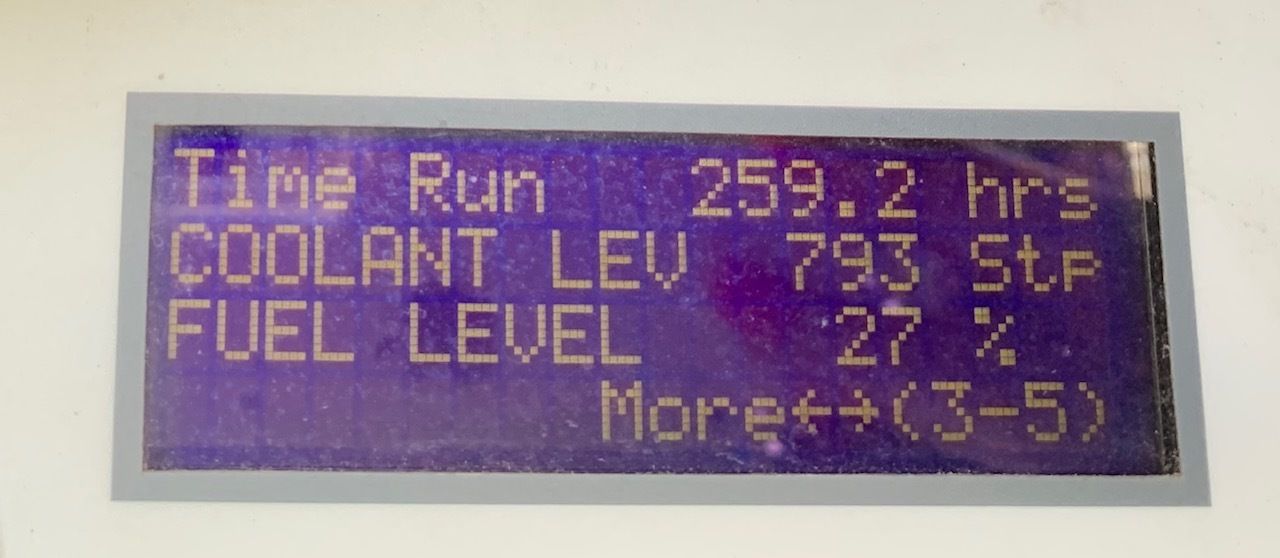 Time Run 259.2 hrs
COOLANT LEV 793 Stp
FUEL LEVEL 27 %
More←→(3-5)